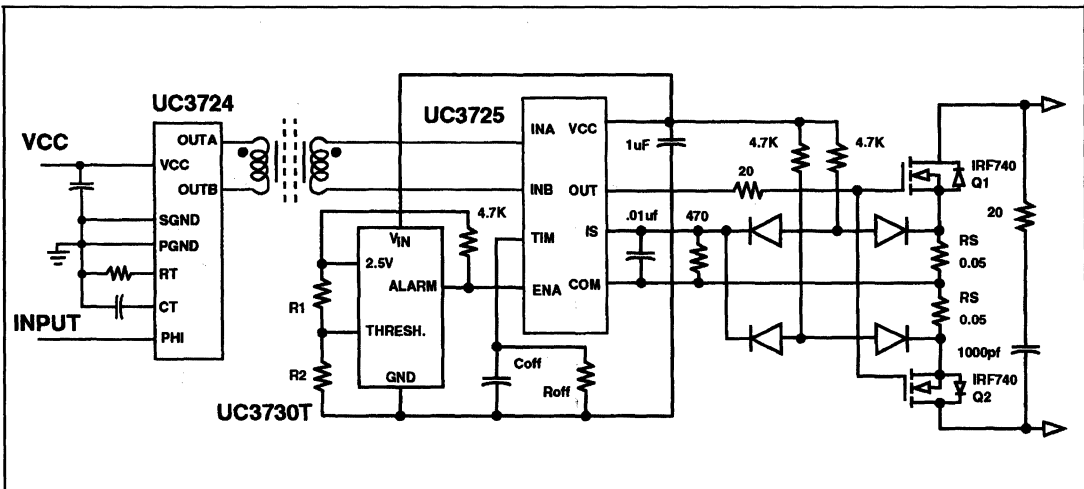 UC3724
UC3725
VCC
OUTA
VCC
OUTB
SGND
PGND
RT
CT
PHI
INPUT
INA
VCC
INB
OUT
TIM
IS
ENA
COM
1uF
4.7K
4.7K
20
.01uf
470
IRF740
Q1
20
RS
0.05
RS
0.05
1000pf
IRF740
Q2
4.7K
VIN
2.5V
ALARM
THRESH.
GND
R1
R2
UC3730T
Coff
Roff